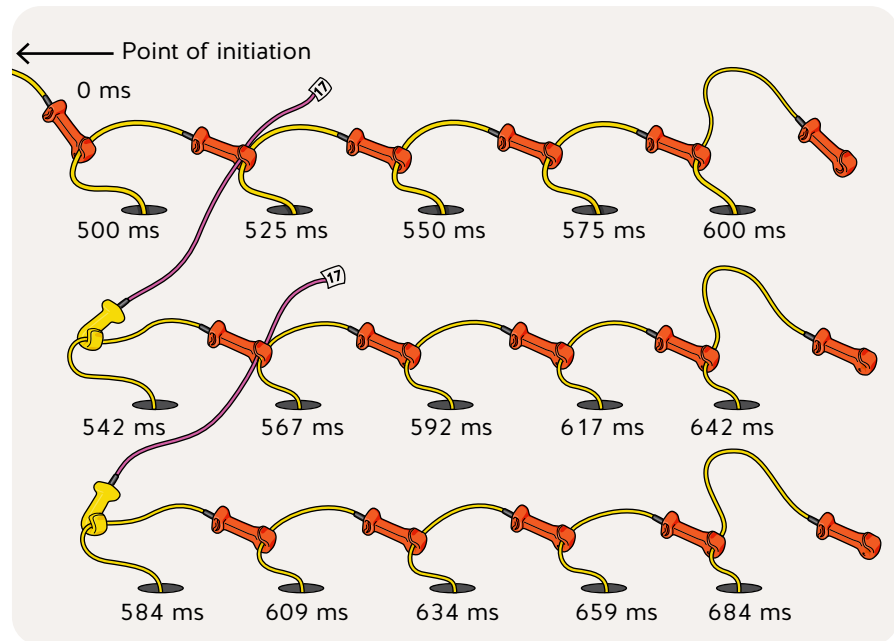 Point of initiation
0 ms
17
500 ms 525 ms 550 ms 575 ms 600 ms
17
542 ms 567 ms 592 ms 617 ms 642 ms
584 ms 609 ms 634 ms 659 ms 684 ms